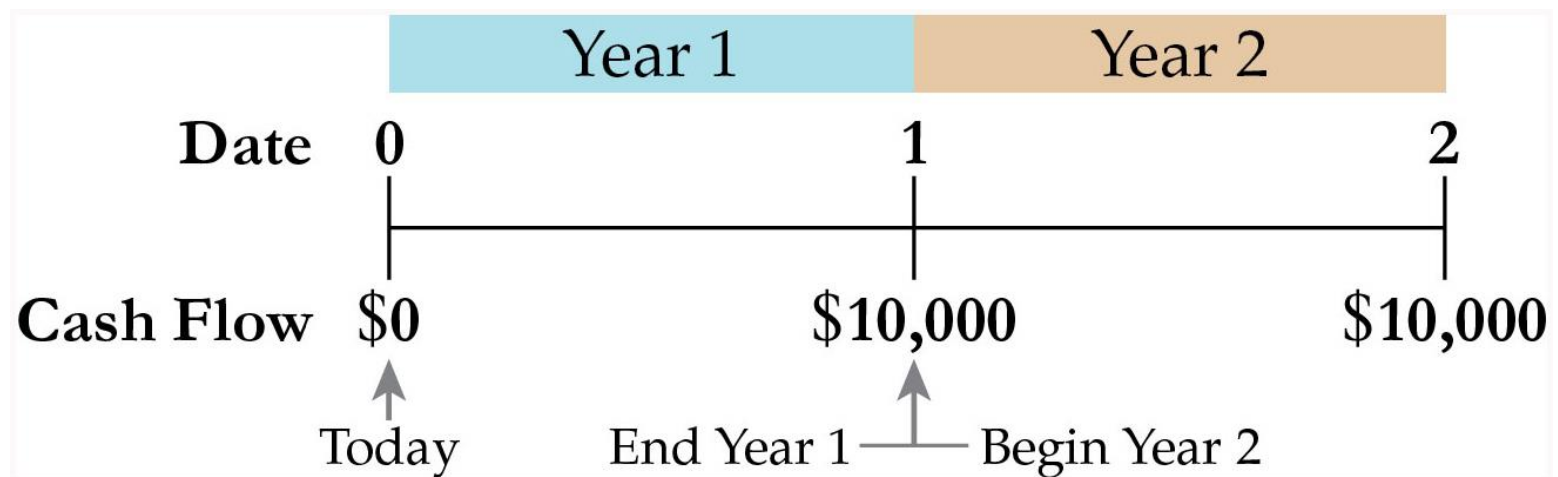 Year 1 Year 2
Date 0 1 2
Cash Flow $0 $10,000 $10,000
Today End Year 1 Begin Year 2